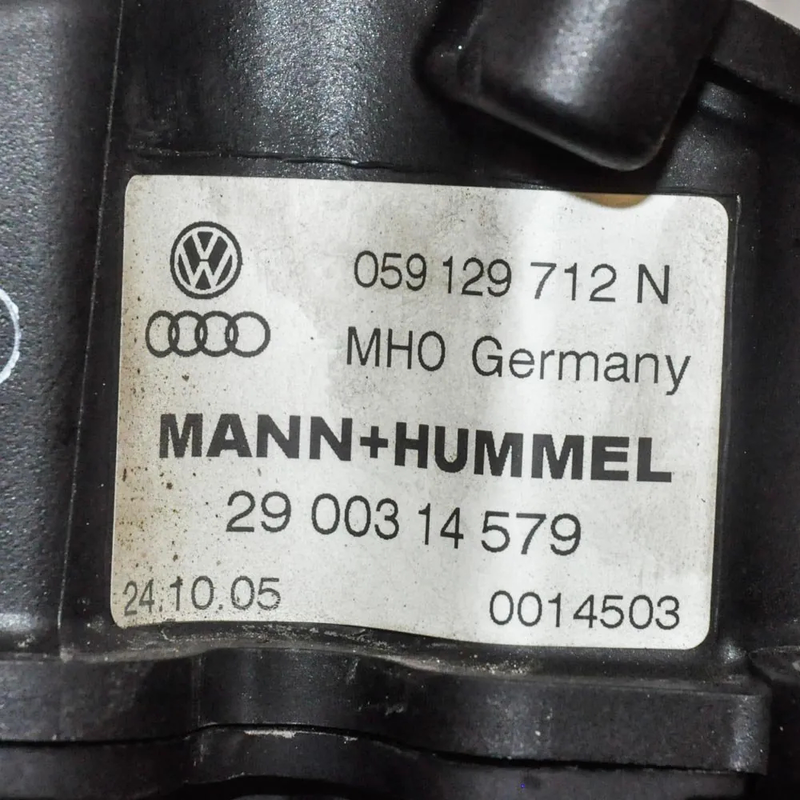 059 129 712 N
MHO Germany
MANN+HUMMEL
29 003 14 579
24.10.05 0014503